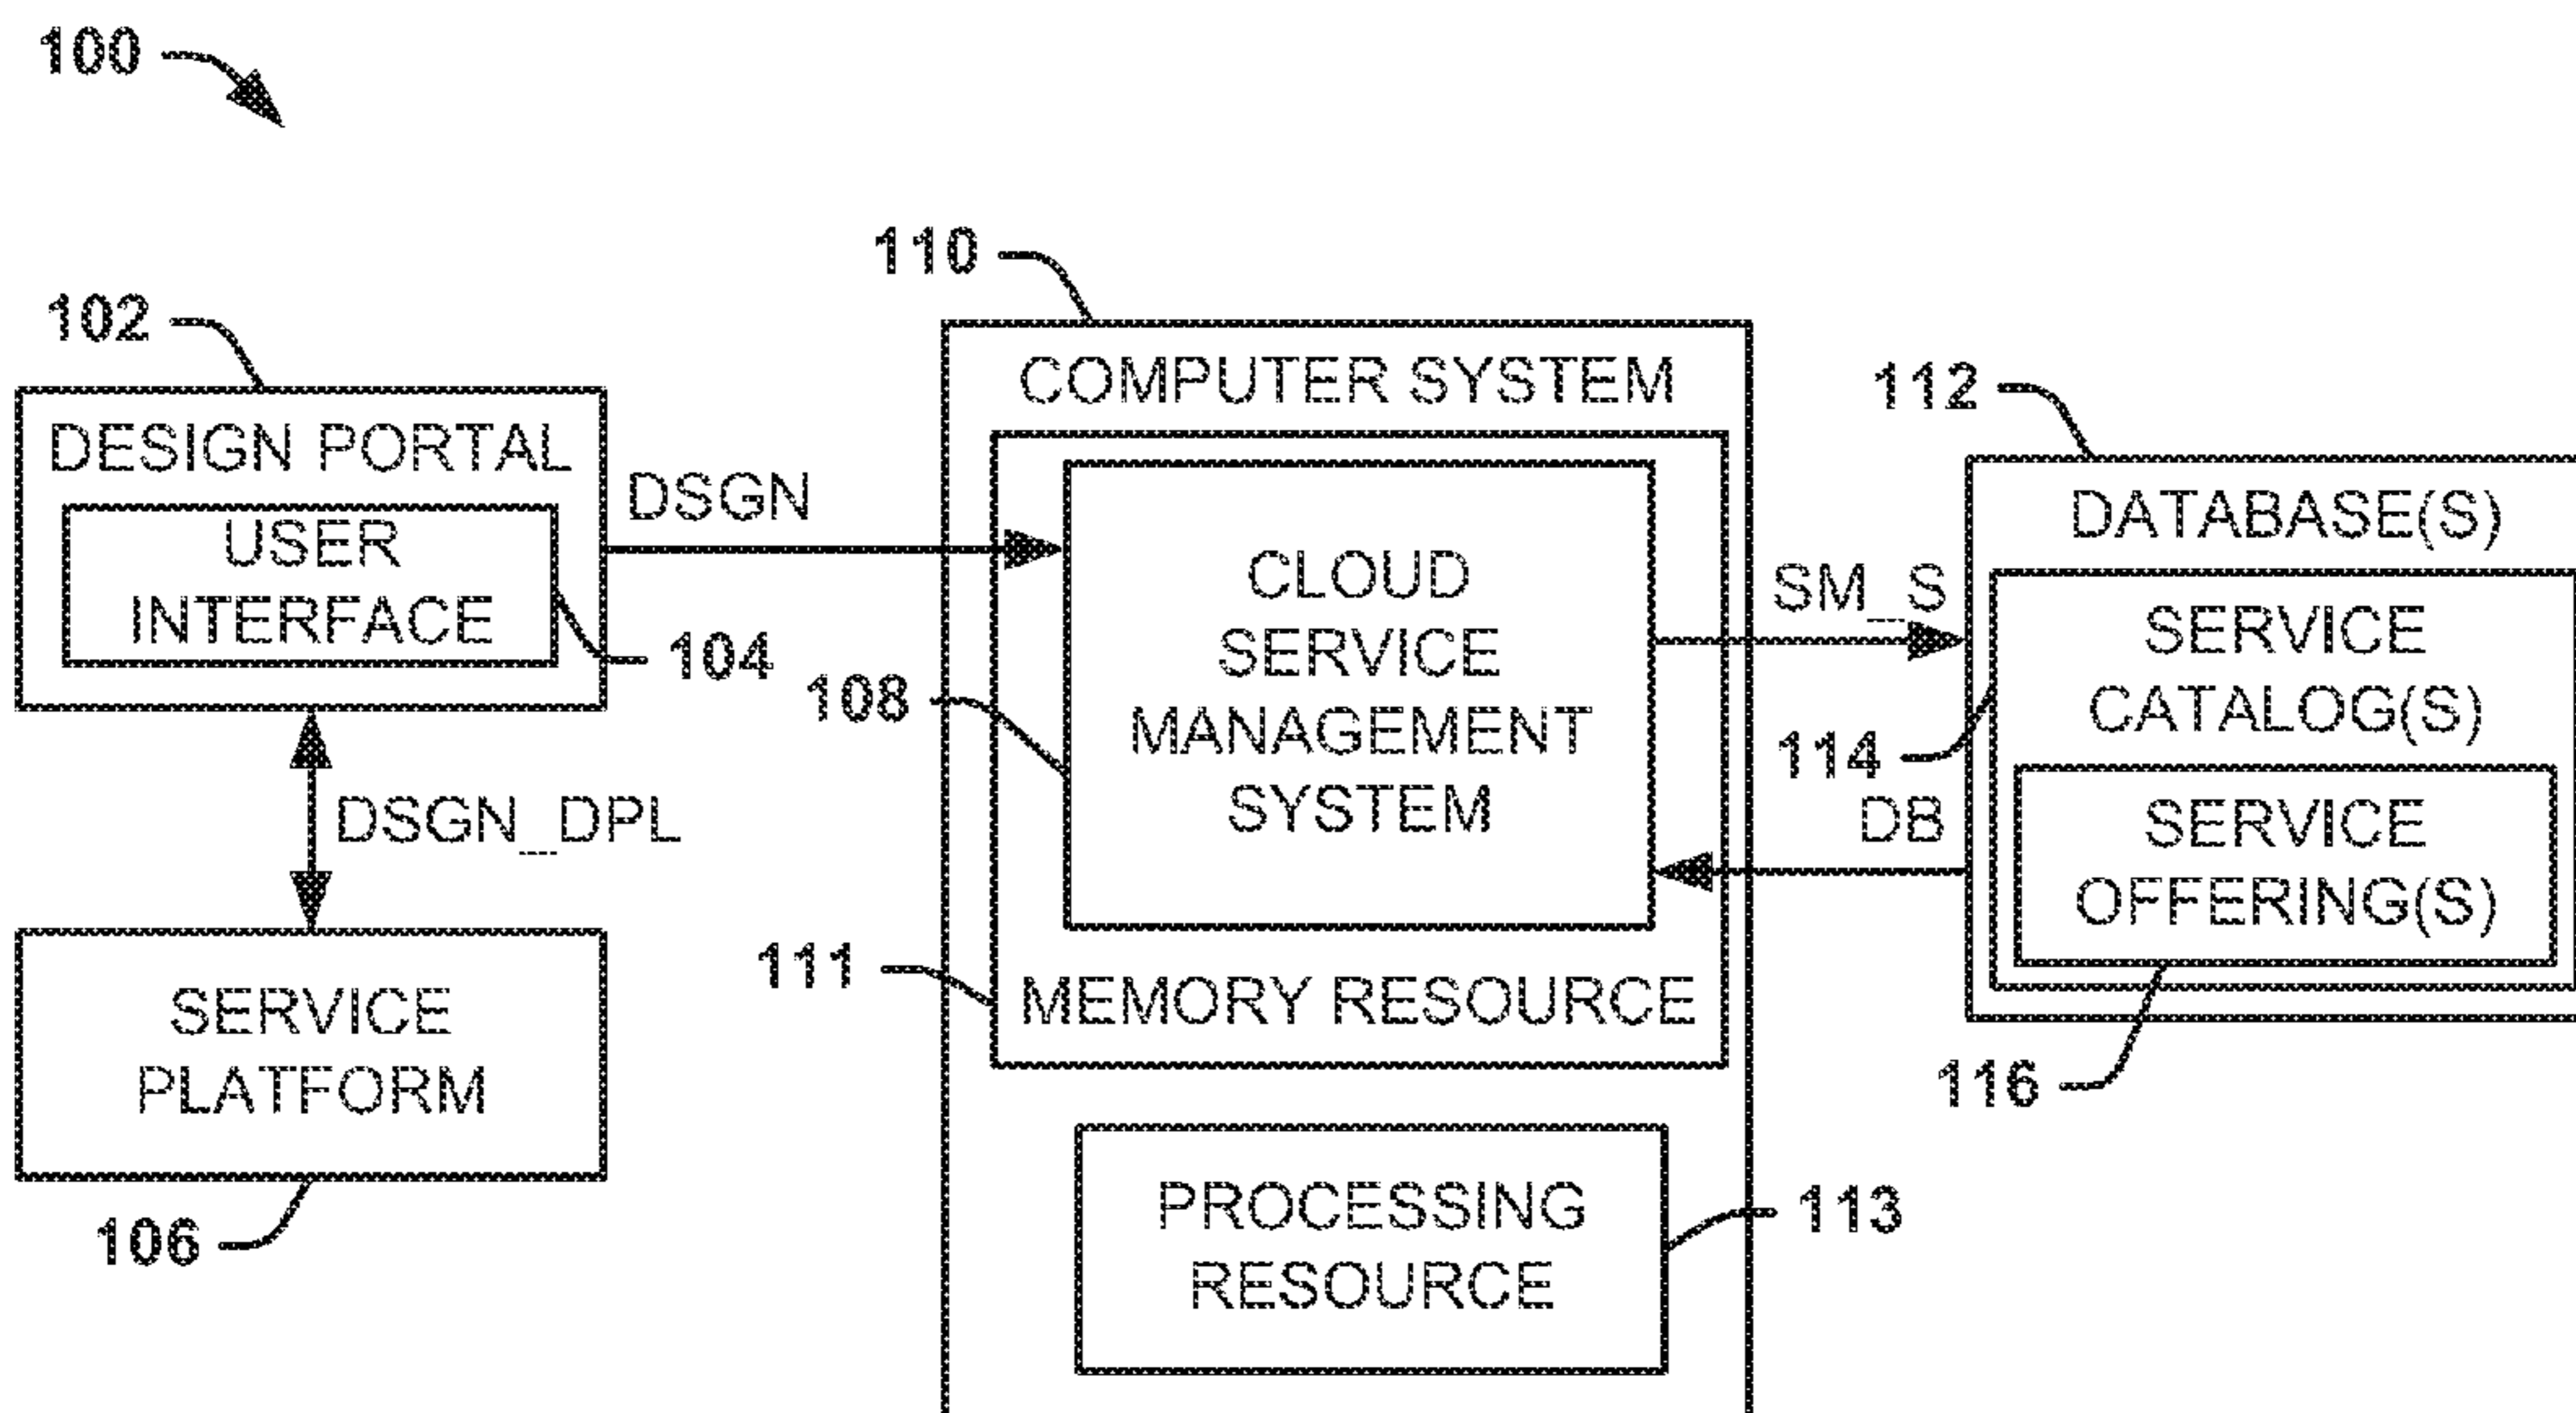 100
110
102
COMPUTER SYSTEM
112
DESIGN PORTAL
DSGN
DATABASE(S)
USER
INTERFACE
104
CLOUD
SERVICE
MANAGEMENT
SYSTEM
108
SM_S
SERVICE
CATALOG(S)
114
DB
SERVICE
OFFERING(S)
DSGN_DPL
111
MEMORY RESOURCE
SERVICE
PLATFORM
116
106
PROCESSING
RESOURCE
113